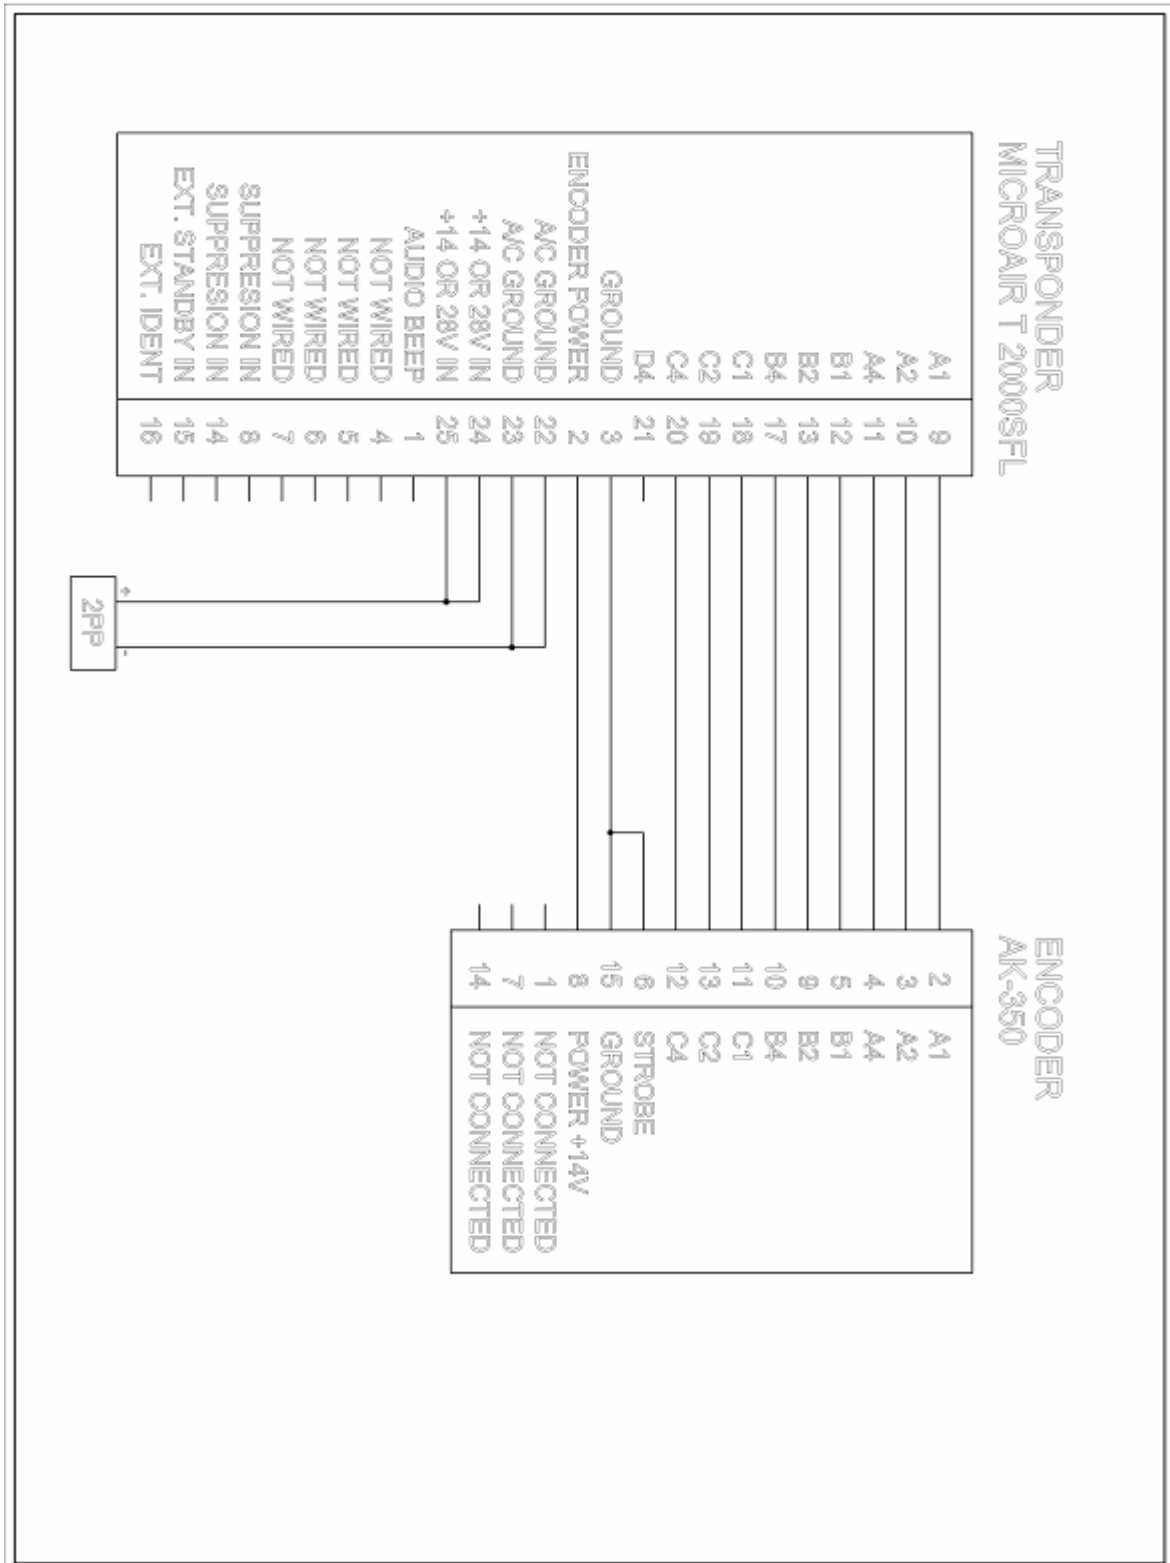 TRANSPONDER
MICROAIR T 2000SFL
A1 9
A2 10
A4 11
B1 12
B2 13
B4 17
C1 18
C2 19
C4 20
D4 21
GROUND 3
ENCODER POWER 2
A/C GROUND 22
A/C GROUND 23
+14 OR 28V IN 24
+14 OR 28V IN 25
AUDIO BEEP 1
NOT WIRED 4
NOT WIRED 5
NOT WIRED 6
NOT WIRED 7
SUPPRESION IN 8
SUPPRESION IN 14
EXT. STANDBY IN 15
EXT. IDENT 16
+ -
2PP
ENCODER
AK-350
2 A1
3 A2
4 A4
5 B1
9 B2
10 B4
11 C1
13 C2
12 C4
6 STROBE
15 GROUND
8 POWER +14V
1 NOT CONNECTED
7 NOT CONNECTED
14 NOT CONNECTED